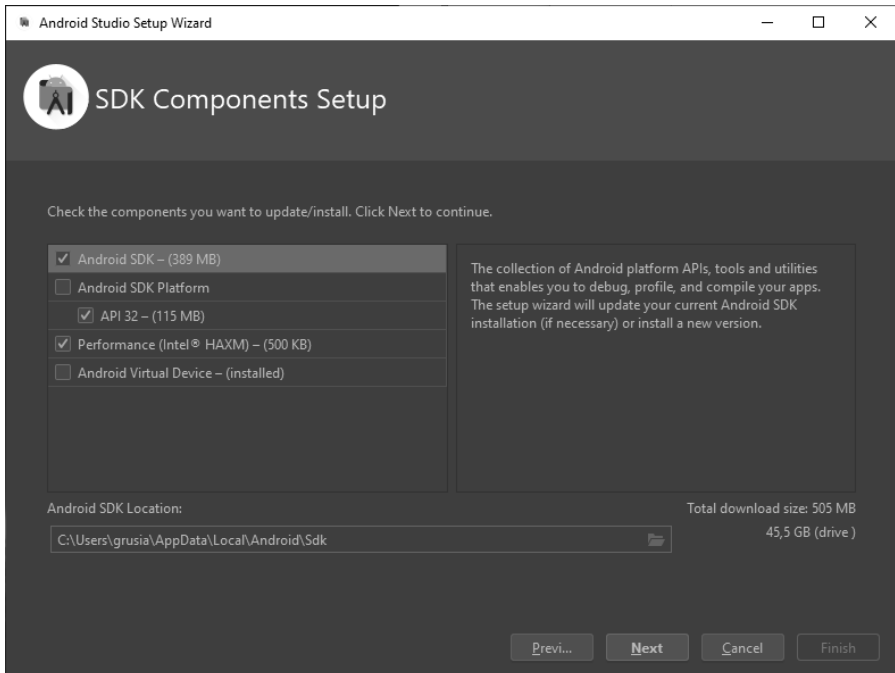 Android Studio Setup Wizard
SDK Components Setup
Check the components you want to update/install. Click Next to continue.
Android SDK – (389 MB)
Android SDK Platform
API 32 – (115 MB)
Performance (Intel® HAXM) – (500 KB)
Android Virtual Device – (installed)
The collection of Android platform APIs, tools and utilities
that enables you to debug, profile, and compile your apps.
The setup wizard will update your current Android SDK
installation (if necessary) or install a new version.
Android SDK Location:
Total download size: 505 MB
C:\Users\grusia\AppData\Local\Android\Sdk
45,5 GB (drive )
Previ...
Next
Cancel
Finish